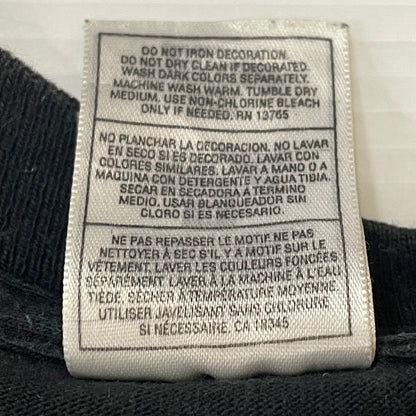 DO NOT IRON DECORATION.
DO NOT DRY CLEAN IF DECORATED.
WASH DARK COLORS SEPARATELY.
MACHINE WASH WARM. TUMBLE DRY
MEDIUM. USE NON-CHLORINE BLEACH
ONLY IF NEEDED. RN 13765
NO PLANCHAR LA DECORACION. NO LAVAR
EN SECO SI ES DECORADO. LAVAR CON
COLORES SIMILARES. LAVAR A MANO O A
MAQUINA CON DETERGENTE Y AGUA TIBIA.
SECAR EN SECADORA A TERMINO
MEDIO. USAR BLANQUEADOR SIN
CLORO SI ES NECESARIO.
NE PAS REPASSER LE MOTIF NE PAS
NETTOYER À SEC S'IL Y A MOTIF SUR LE
VÊTEMENT. LAVER LES COULEURS FONCÉES
SÉPARÉMENT. LAVER À LA MACHINE À L'EAU
TIÈDE. SÉCHER À TEMPÉRATURE MOYENNE.
UTILISER JAVELISANT SANS CHLORURE
SI NÉCESSAIRE. CA 19345